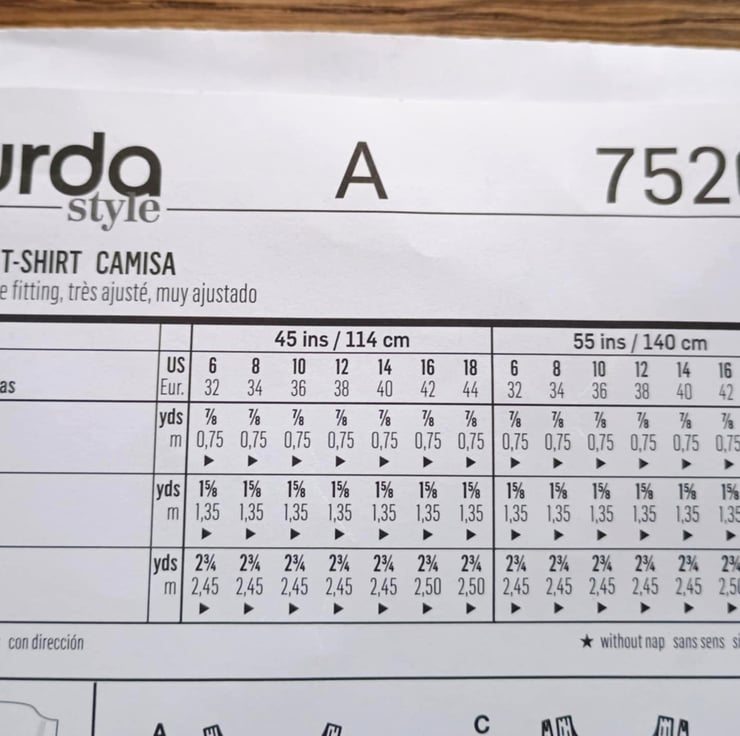 urda A 752
style
T-SHIRT CAMISA
e fitting, très ajusté, muy ajustado
45 ins / 114 cm 55 ins / 140 cm
US 6 8 10 12 14 16 18 6 8 10 12 14 16
as Eur. 32 34 36 38 40 42 44 32 34 36 38 40 42
yds ⅞ ⅞ ⅞ ⅞ ⅞ ⅞ ⅞ ⅞ ⅞ ⅞ ⅞ ⅞ ⅞
m 0,75 0,75 0,75 0,75 0,75 0,75 0,75 0,75 0,75 0,75 0,75 0,75 0,75
▶ ▶ ▶ ▶ ▶ ▶ ▶ ▶ ▶ ▶ ▶ ▶ ▶
yds 1⅝ 1⅝ 1⅝ 1⅝ 1⅝ 1⅝ 1⅝ 1⅝ 1⅝ 1⅝ 1⅝ 1⅝ 1⅝
m 1,35 1,35 1,35 1,35 1,35 1,35 1,35 1,35 1,35 1,35 1,35 1,35 1,35
▶ ▶ ▶ ▶ ▶ ▶ ▶ ▶ ▶ ▶ ▶ ▶ ▶
yds 2¾ 2¾ 2¾ 2¾ 2¾ 2¾ 2¾ 2¾ 2¾ 2¾ 2¾ 2¾ 2¾
m 2,45 2,45 2,45 2,45 2,45 2,50 2,50 2,45 2,45 2,45 2,45 2,45 2,50
▶ ▶ ▶ ▶ ▶ ▶ ▶ ▶ ▶ ▶ ▶ ▶ ▶
con dirección ★ without nap sans sens si
A C